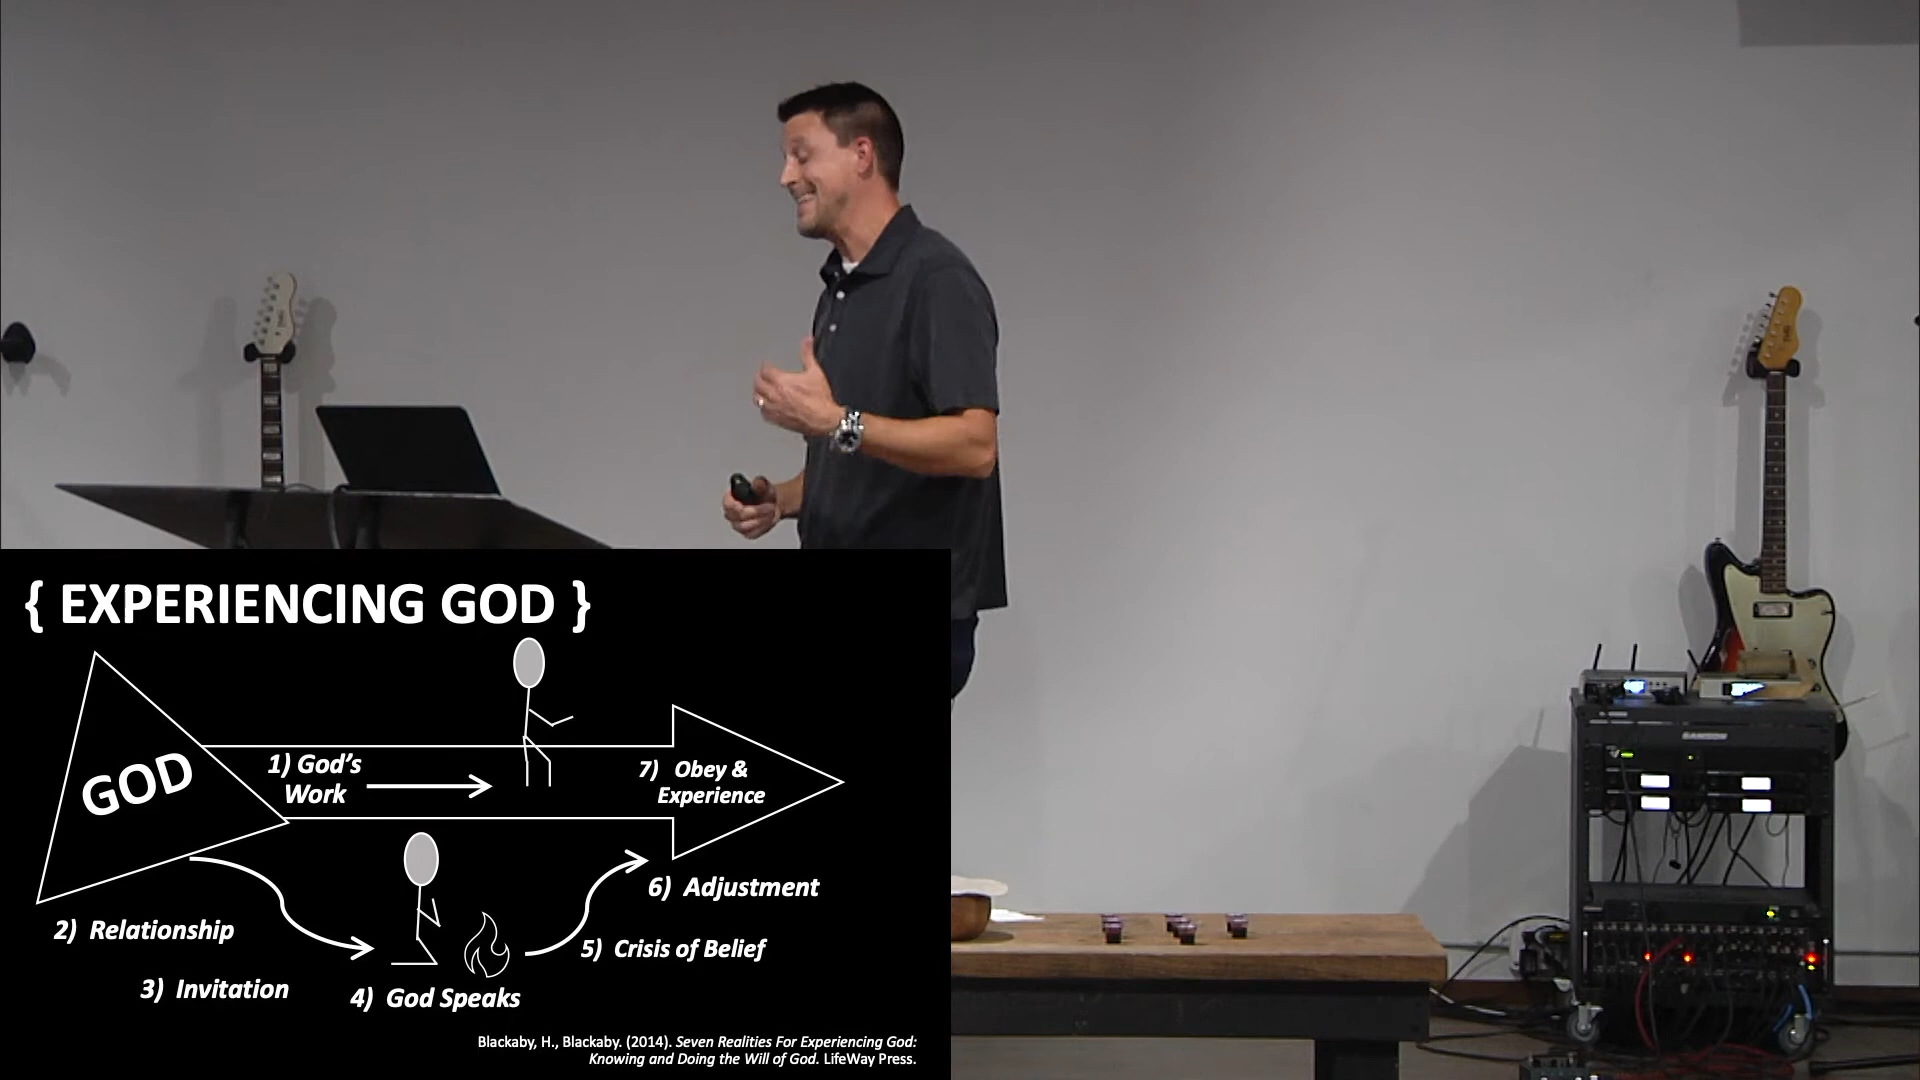 { EXPERIENCING GOD }
GOD
1) God's
Work
7) Obey &
Experience
6) Adjustment
2) Relationship
5) Crisis of Belief
3) Invitation
4) God Speaks
Blackaby, H., Blackaby. (2014). Seven Realities For Experiencing God:
Knowing and Doing the Will of God. LifeWay Press.
SAMSON